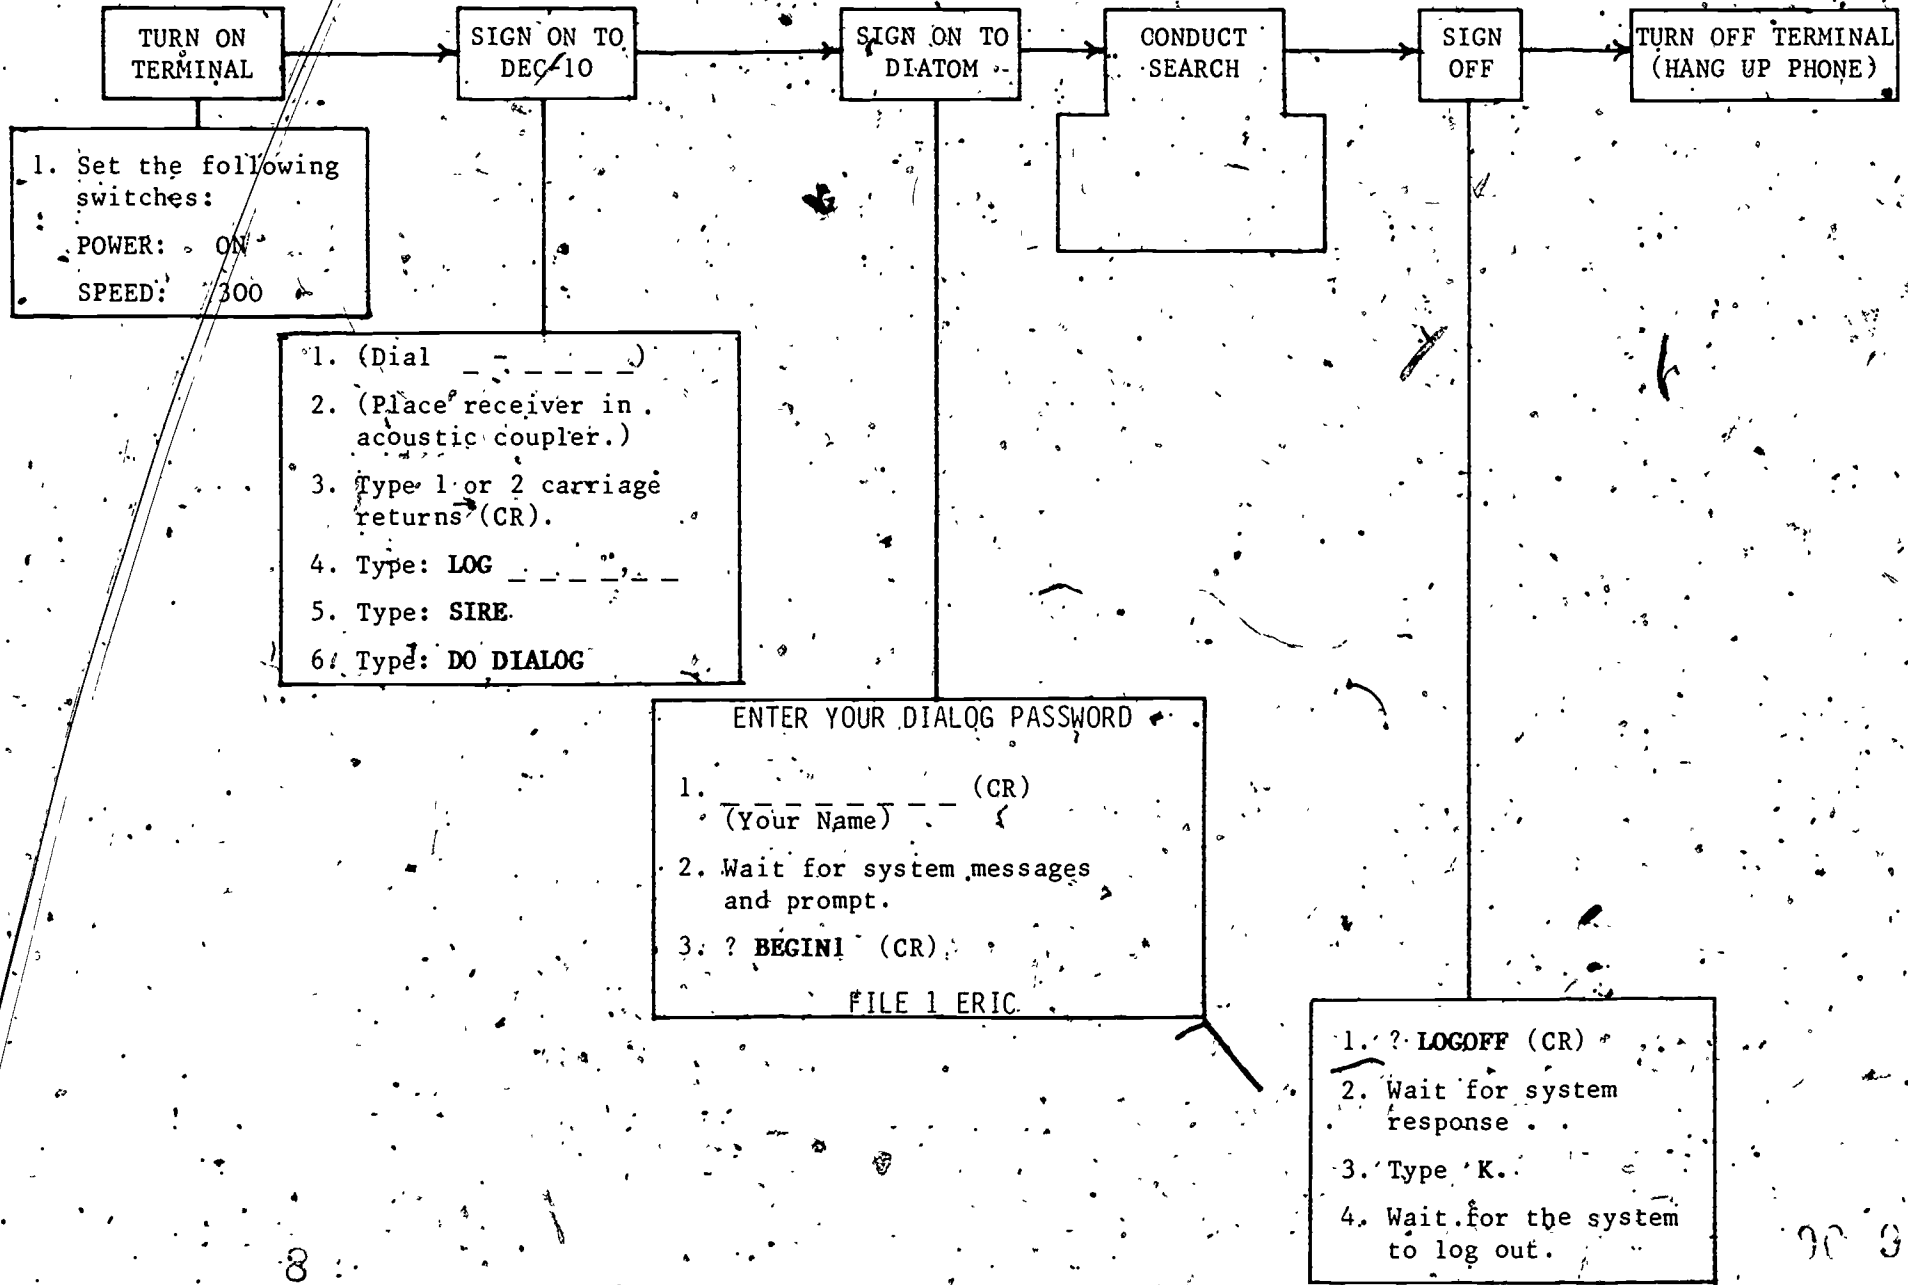 TURN ON
TERMINAL
SIGN ON TO
DEC-10
SIGN ON TO
DIATOM
CONDUCT
SEARCH
SIGN
OFF
TURN OFF TERMINAL
(HANG UP PHONE)
1. Set the following
switches:
POWER: ON
SPEED: 300
1. (Dial _ - _ _ _ _)
2. (Place receiver in
acoustic coupler.)
3. Type 1 or 2 carriage
returns (CR).
4. Type: LOG _ _ _ _,_ _
5. Type: SIRE
6. Type: DO DIALOG
ENTER YOUR DIALOG PASSWORD
1. _ _ _ _ _ _ _ _ (CR)
(Your Name)
2. Wait for system messages
and prompt.
3. ? BEGIN1 (CR)
FILE 1 ERIC
1. ? LOGOFF (CR)
2. Wait for system
response . .
3. Type K.
4. Wait for the system
to log out.
8